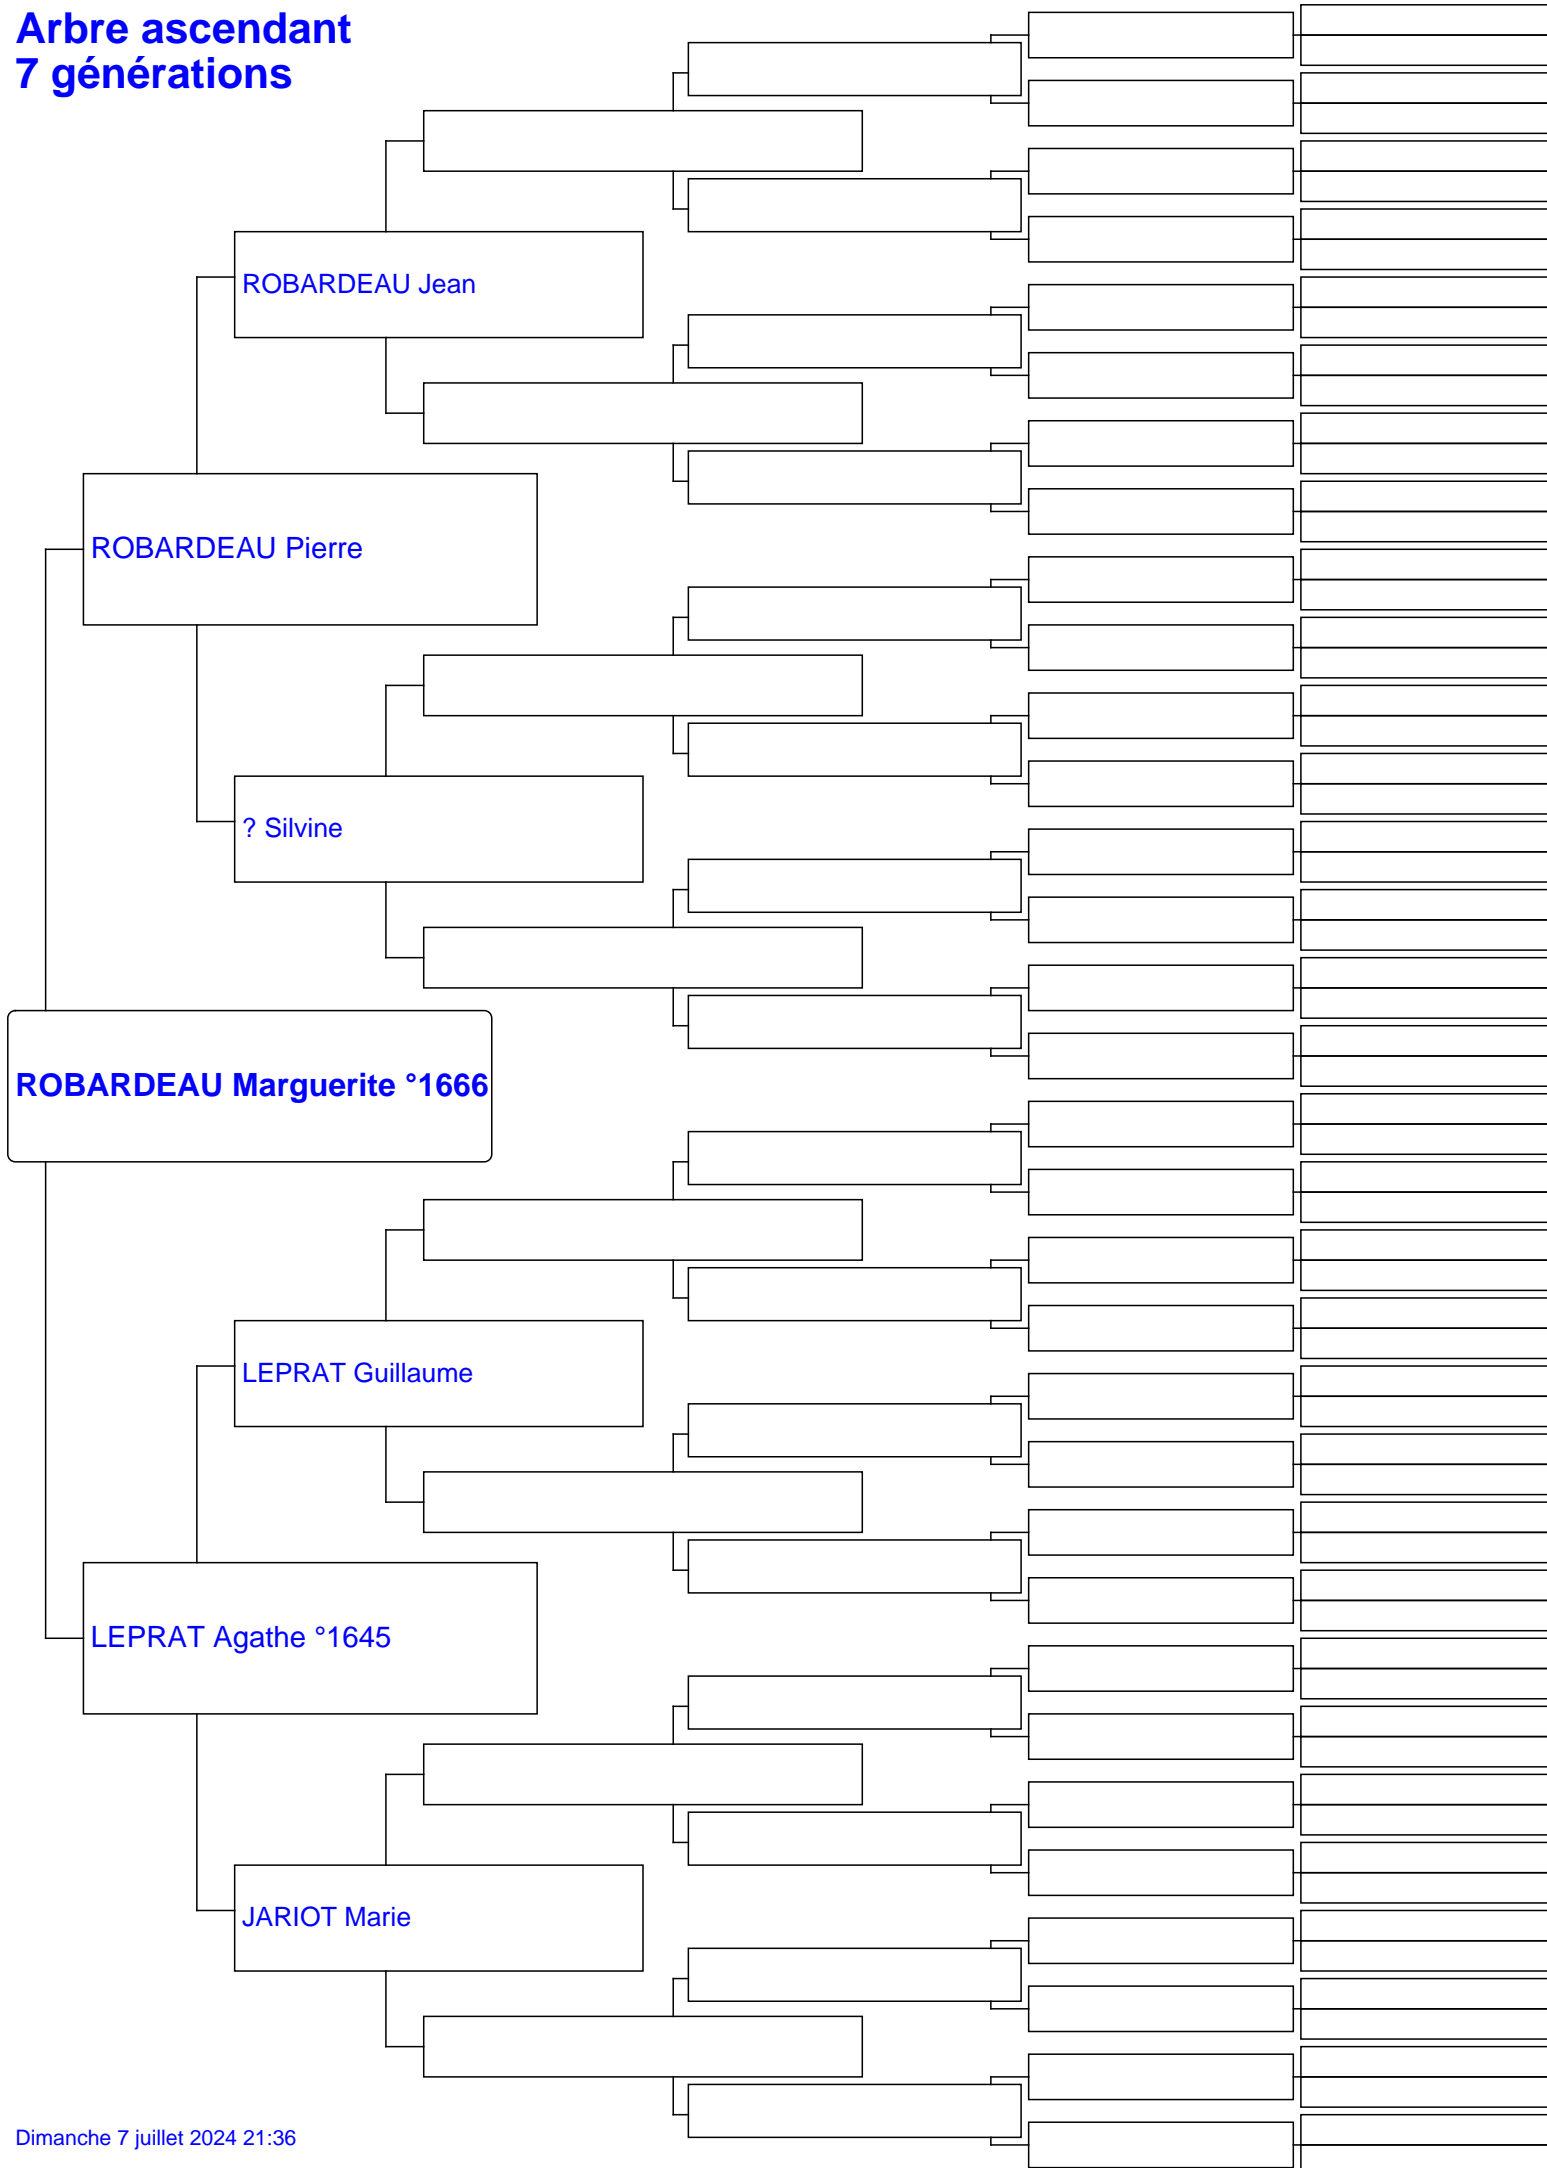 Arbre ascendant
7 générations
ROBARDEAU Jean
ROBARDEAU Pierre
? Silvine
ROBARDEAU Marguerite °1666
LEPRAT Guillaume
LEPRAT Agathe °1645
JARIOT Marie
Dimanche 7 juillet 2024 21:36